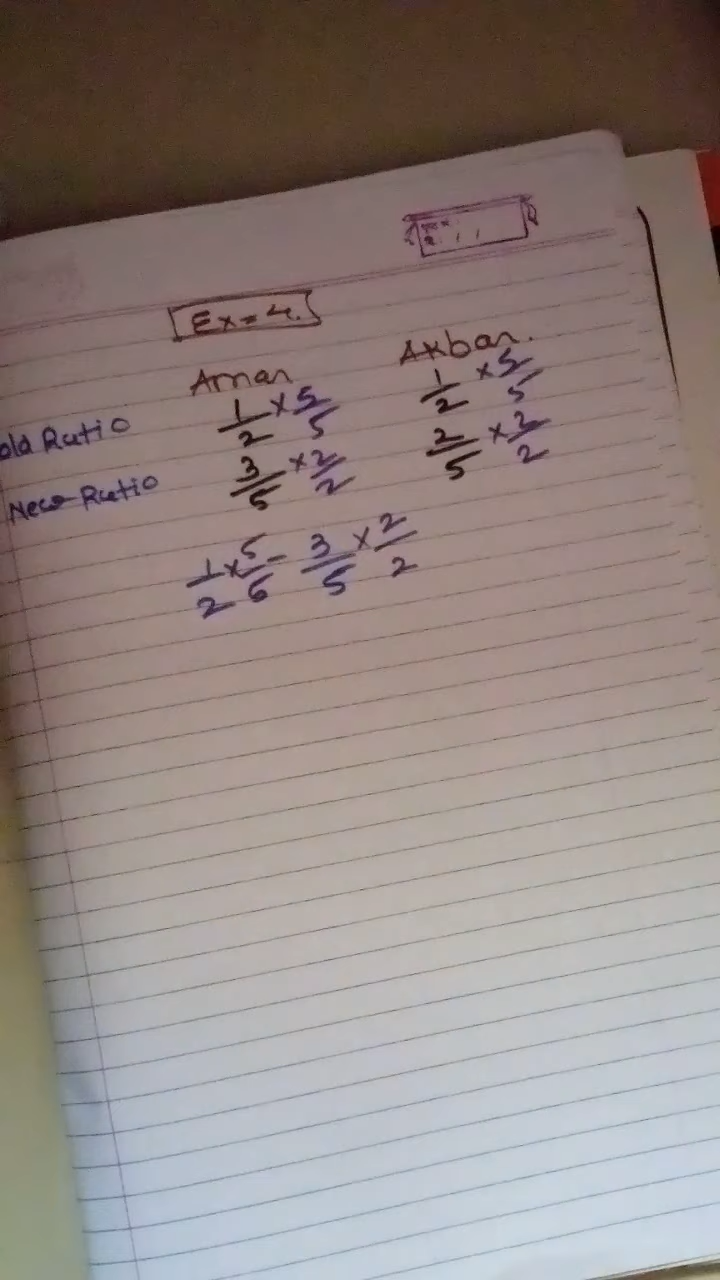 Ex=4.
Aman Akbar.
old Ratio 1/2 × 5/5 1/2 × 5/5
New Ratio 3/5 × 2/2 2/5 × 2/2
1/2 × 5/6 - 3/5 × 2/2